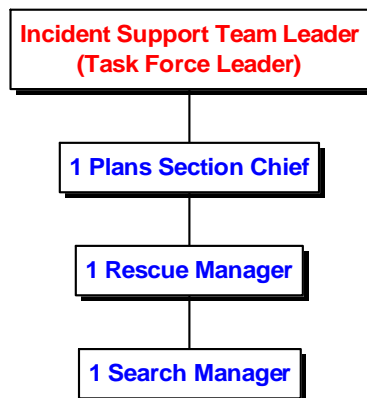 Incident Support Team Leader
(Task Force Leader)
1 Plans Section Chief
1 Rescue Manager
1 Search Manager